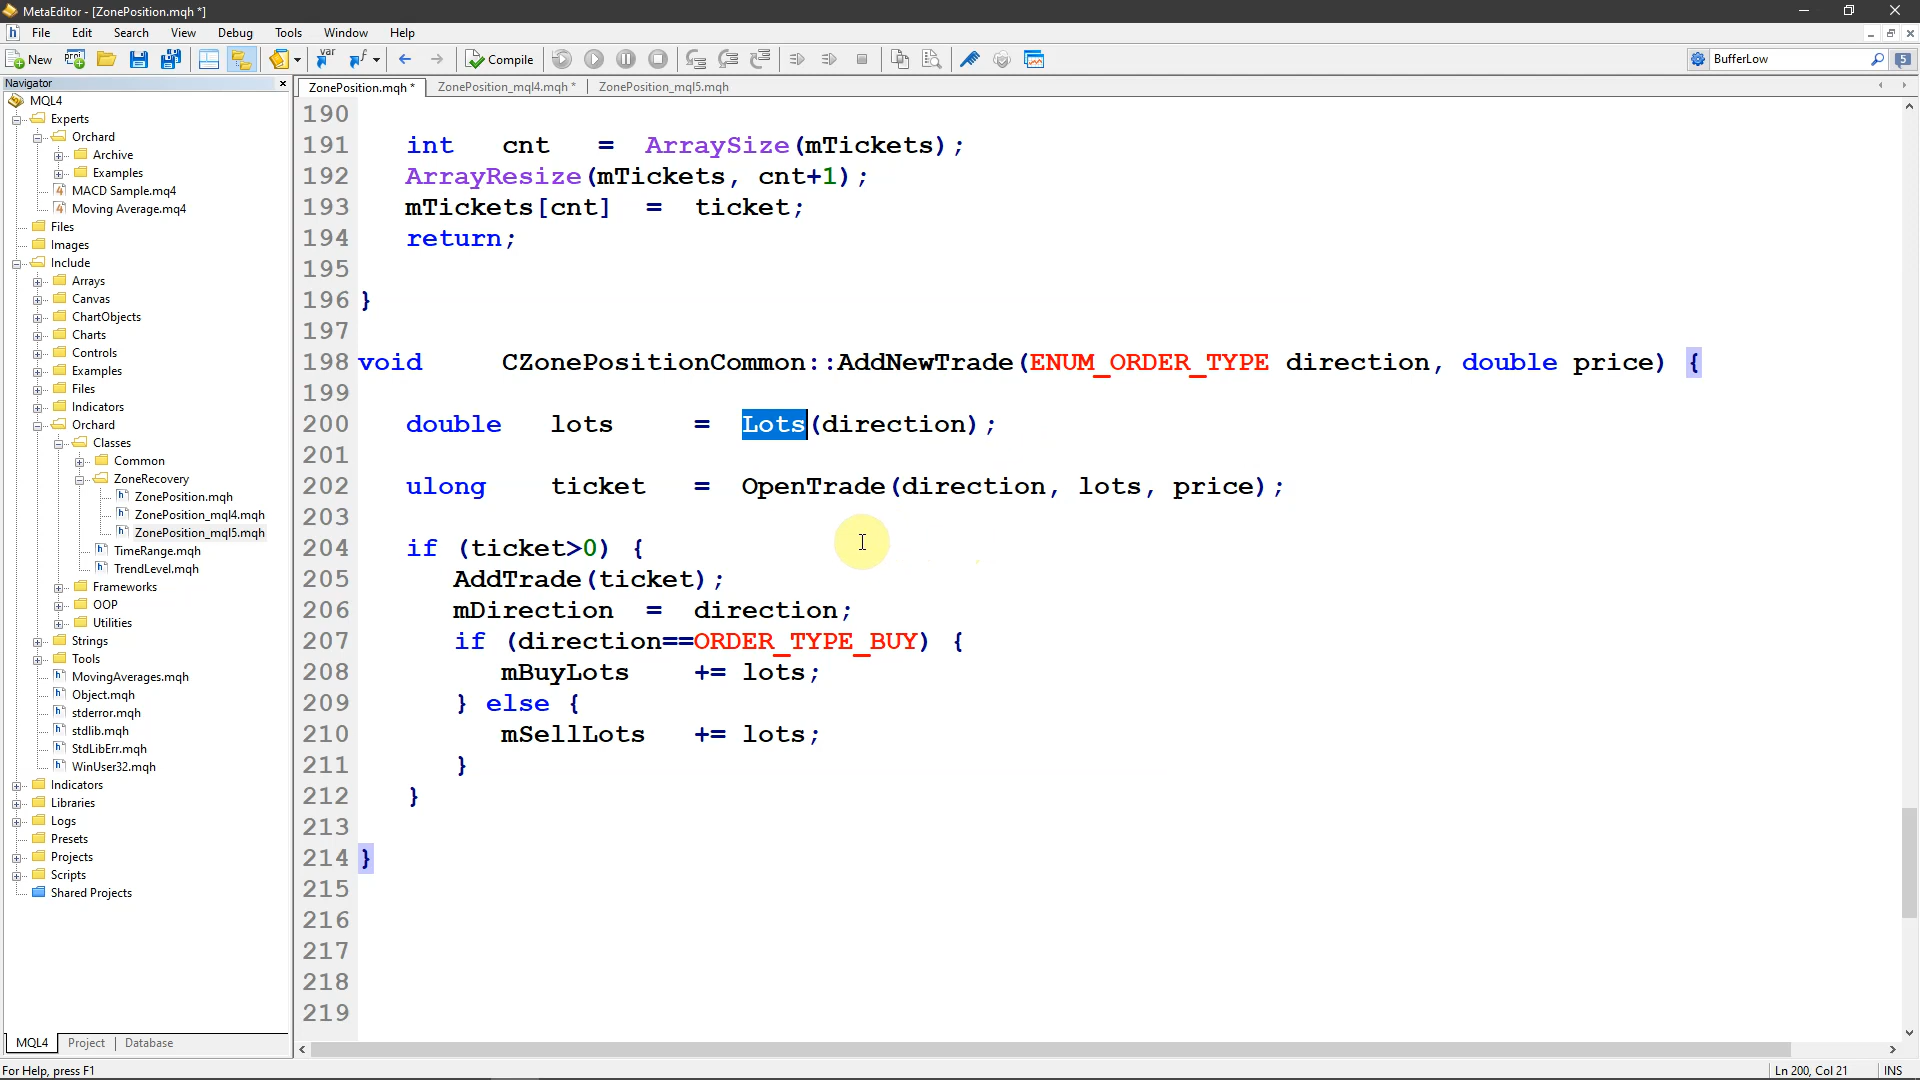 MetaEditor - [ZonePosition.mqh *]
File Edit Search View Debug Tools Window Help
New Compile BufferLow 5
Navigator
ZonePosition.mqh * ZonePosition_mql4.mqh * ZonePosition_mql5.mqh
MQL4
Experts
Orchard
Archive
Examples
MACD Sample.mq4
Moving Average.mq4
Files
Images
Include
Arrays
Canvas
ChartObjects
Charts
Controls
Examples
Files
Indicators
Orchard
Classes
Common
ZoneRecovery
ZonePosition.mqh
ZonePosition_mql4.mqh
ZonePosition_mql5.mqh
TimeRange.mqh
TrendLevel.mqh
Frameworks
OOP
Utilities
Strings
Tools
MovingAverages.mqh
Object.mqh
stderror.mqh
stdlib.mqh
StdLibErr.mqh
WinUser32.mqh
Indicators
Libraries
Logs
Presets
Projects
Scripts
Shared Projects
MQL4 Project Database
190
191 int cnt = ArraySize(mTickets);
192 ArrayResize(mTickets, cnt+1);
193 mTickets[cnt] = ticket;
194 return;
195
196 }
197
198 void CZonePositionCommon::AddNewTrade(ENUM_ORDER_TYPE direction, double price) {
199
200 double lots = Lots(direction);
201
202 ulong ticket = OpenTrade(direction, lots, price);
203
204 if (ticket>0) {
205 AddTrade(ticket);
206 mDirection = direction;
207 if (direction==ORDER_TYPE_BUY) {
208 mBuyLots += lots;
209 } else {
210 mSellLots += lots;
211 }
212 }
213
214 }
215
216
217
218
219
For Help, press F1 Ln 200, Col 21 INS